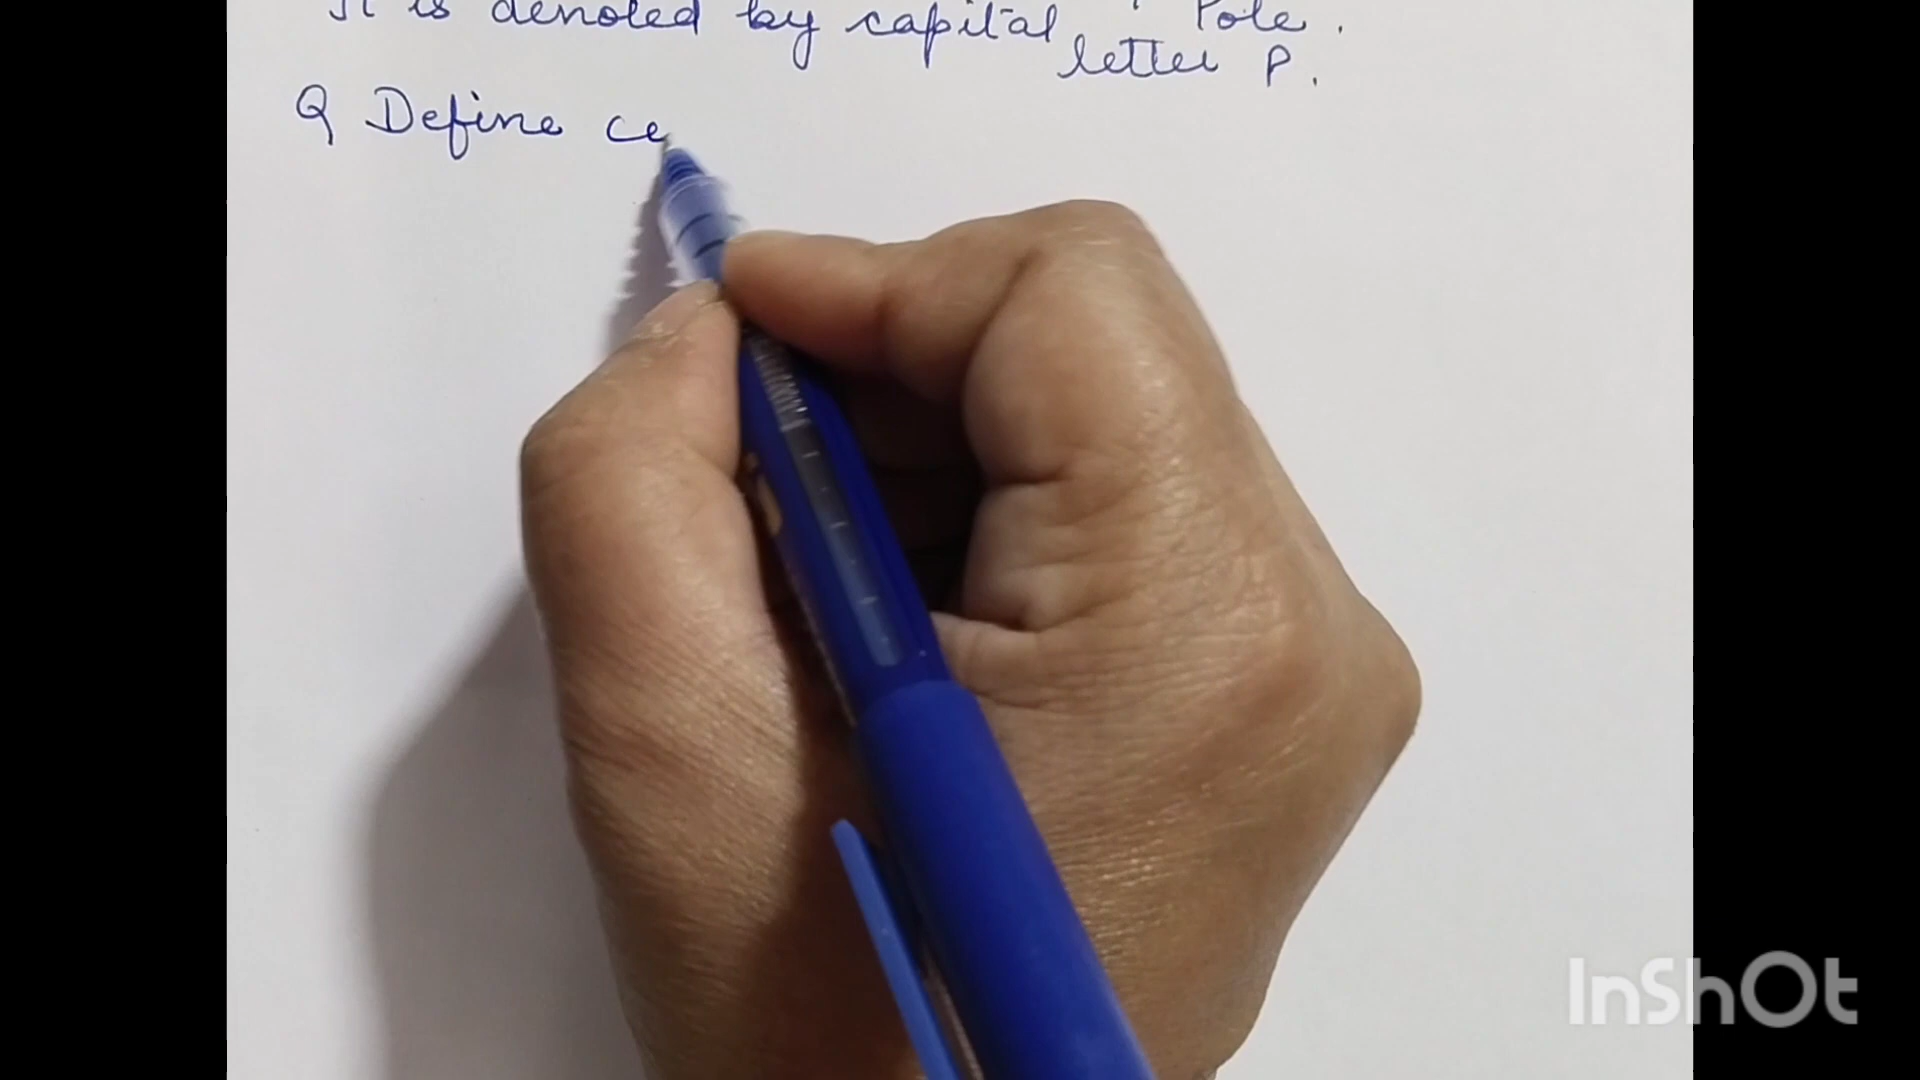 It is denoted by capital Pole.
letter P.
Q Define ce
InShOt